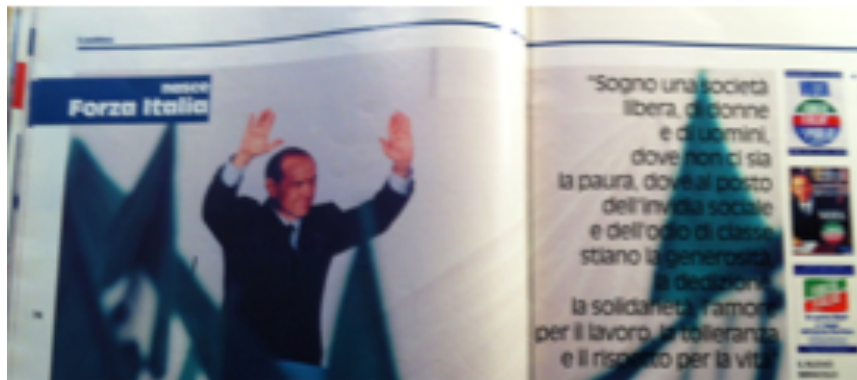 nasce
Forza Italia
"Sogno una società
libera, di donne
e di uomini,
dove non ci sia
la paura, dove al posto
dell'invidia sociale
e dell'odio di classe
stiano la generosità,
la dedizione,
la solidarietà, l'amore
per il lavoro, la tolleranza
e il rispetto per la vita"